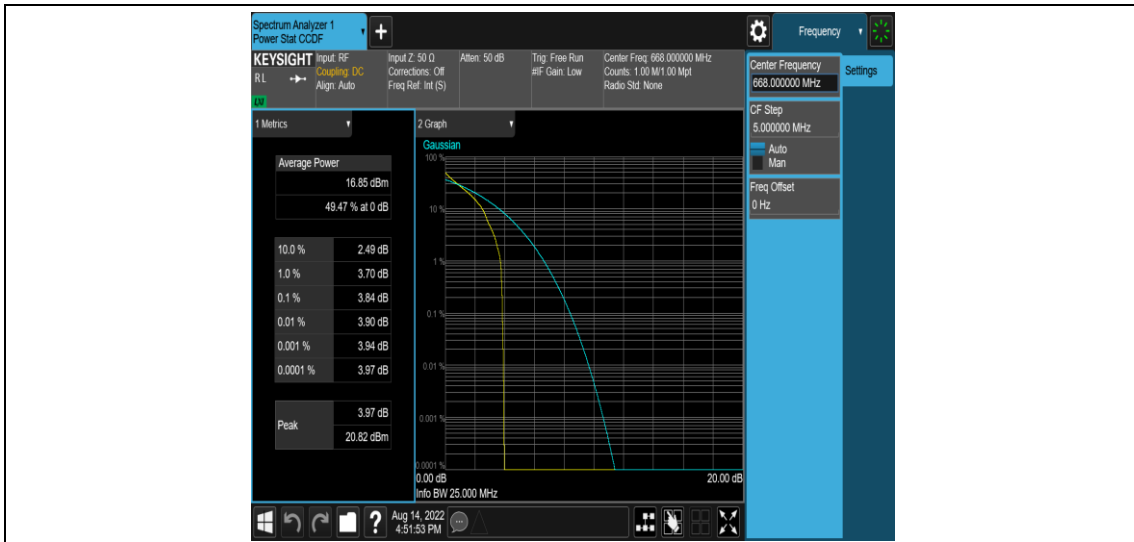 Spectrum Analyzer 1
Power Stat CCDF
+
Frequency
KEYSIGHT
RL
LXI
Input: RF
Coupling: DC
Align: Auto
Input Z: 50 Ω
Corrections: Off
Freq Ref: Int (S)
Atten: 50 dB
Trig: Free Run
#IF Gain: Low
Center Freq: 668.000000 MHz
Counts: 1.00 M/1.00 Mpt
Radio Std: None
Center Frequency
668.000000 MHz
Settings
CF Step
5.000000 MHz
Auto
Man
Freq Offset
0 Hz
1 Metrics
Average Power
16.85 dBm
49.47 % at 0 dB
10.0 % 2.49 dB
1.0 % 3.70 dB
0.1 % 3.84 dB
0.01 % 3.90 dB
0.001 % 3.94 dB
0.0001 % 3.97 dB
Peak
3.97 dB
20.82 dBm
2 Graph
Gaussian
100 %
10 %
1 %
0.1 %
0.01 %
0.001 %
0.0001 %
0.00 dB 20.00 dB
Info BW 25.000 MHz
?
Aug 14, 2022
4:51:53 PM